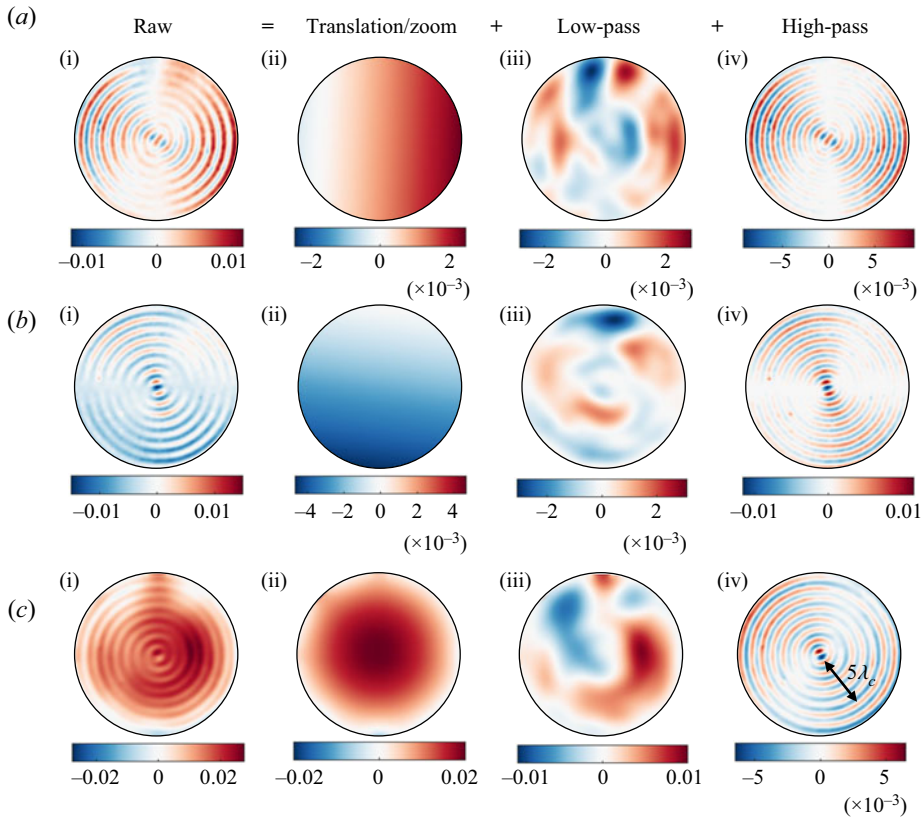 (a) Raw = Translation/zoom + Low-pass + High-pass
(i) (ii) (iii) (iv)
–0.01 0 0.01 –2 0 2 –2 0 2 –5 0 5
(×10⁻³) (×10⁻³) (×10⁻³)
(b) (i) (ii) (iii) (iv)
–0.01 0 0.01 –4 –2 0 2 4 –2 0 2 –0.01 0 0.01
(×10⁻³) (×10⁻³)
(c) (i) (ii) (iii) (iv)
5λc
–0.02 0 0.02 –0.02 0 0.02 –0.01 0 0.01 –5 0 5
(×10⁻³)